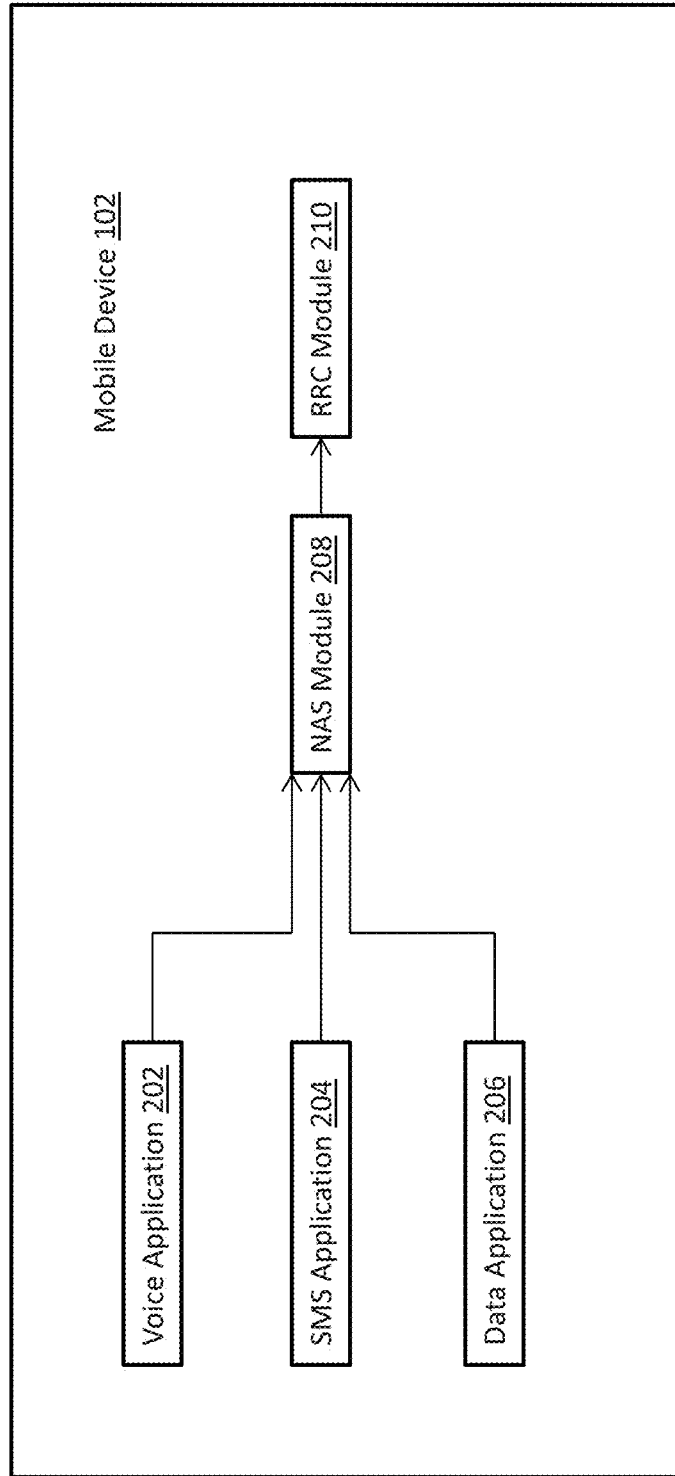 Mobile Device 102
Voice Application 202
SMS Application 204
Data Application 206
NAS Module 208
RRC Module 210